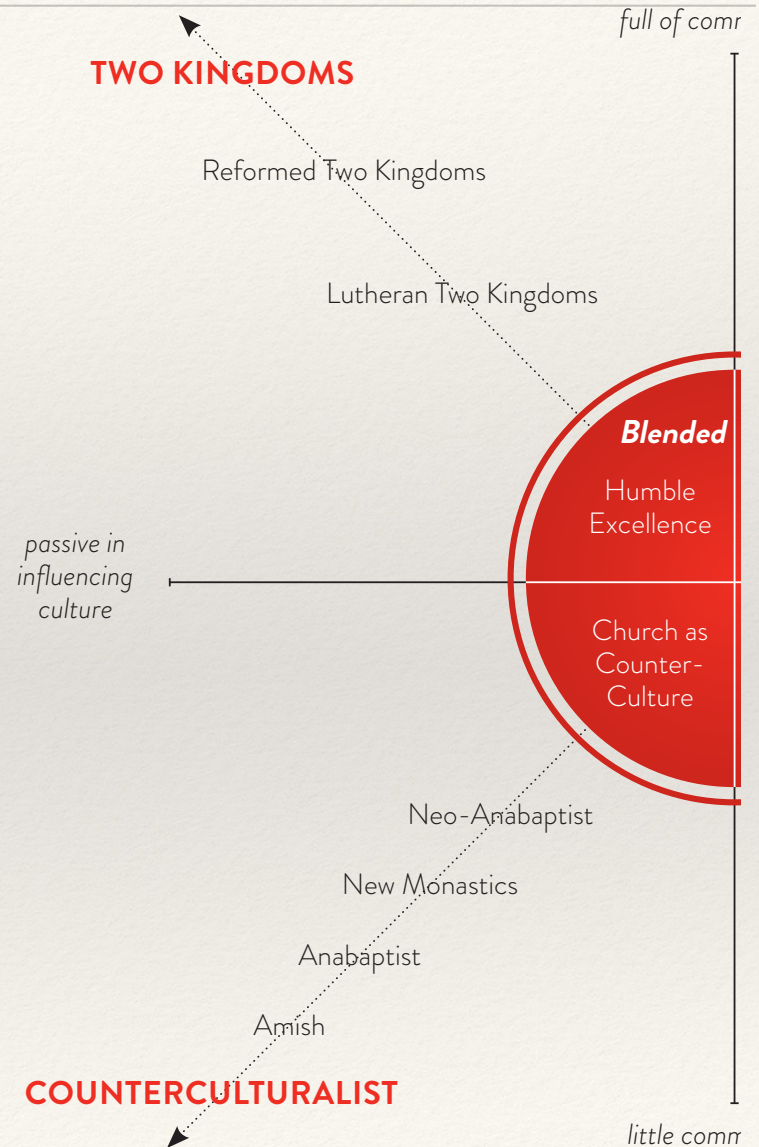 full of comr
TWO KINGDOMS
Reformed Two Kingdoms
Lutheran Two Kingdoms
Blended
Humble
Excellence
passive in
influencing
culture
Church as
Counter-
Culture
Neo-Anabaptist
New Monastics
Anabaptist
Amish
COUNTERCULTURALIST
little comm